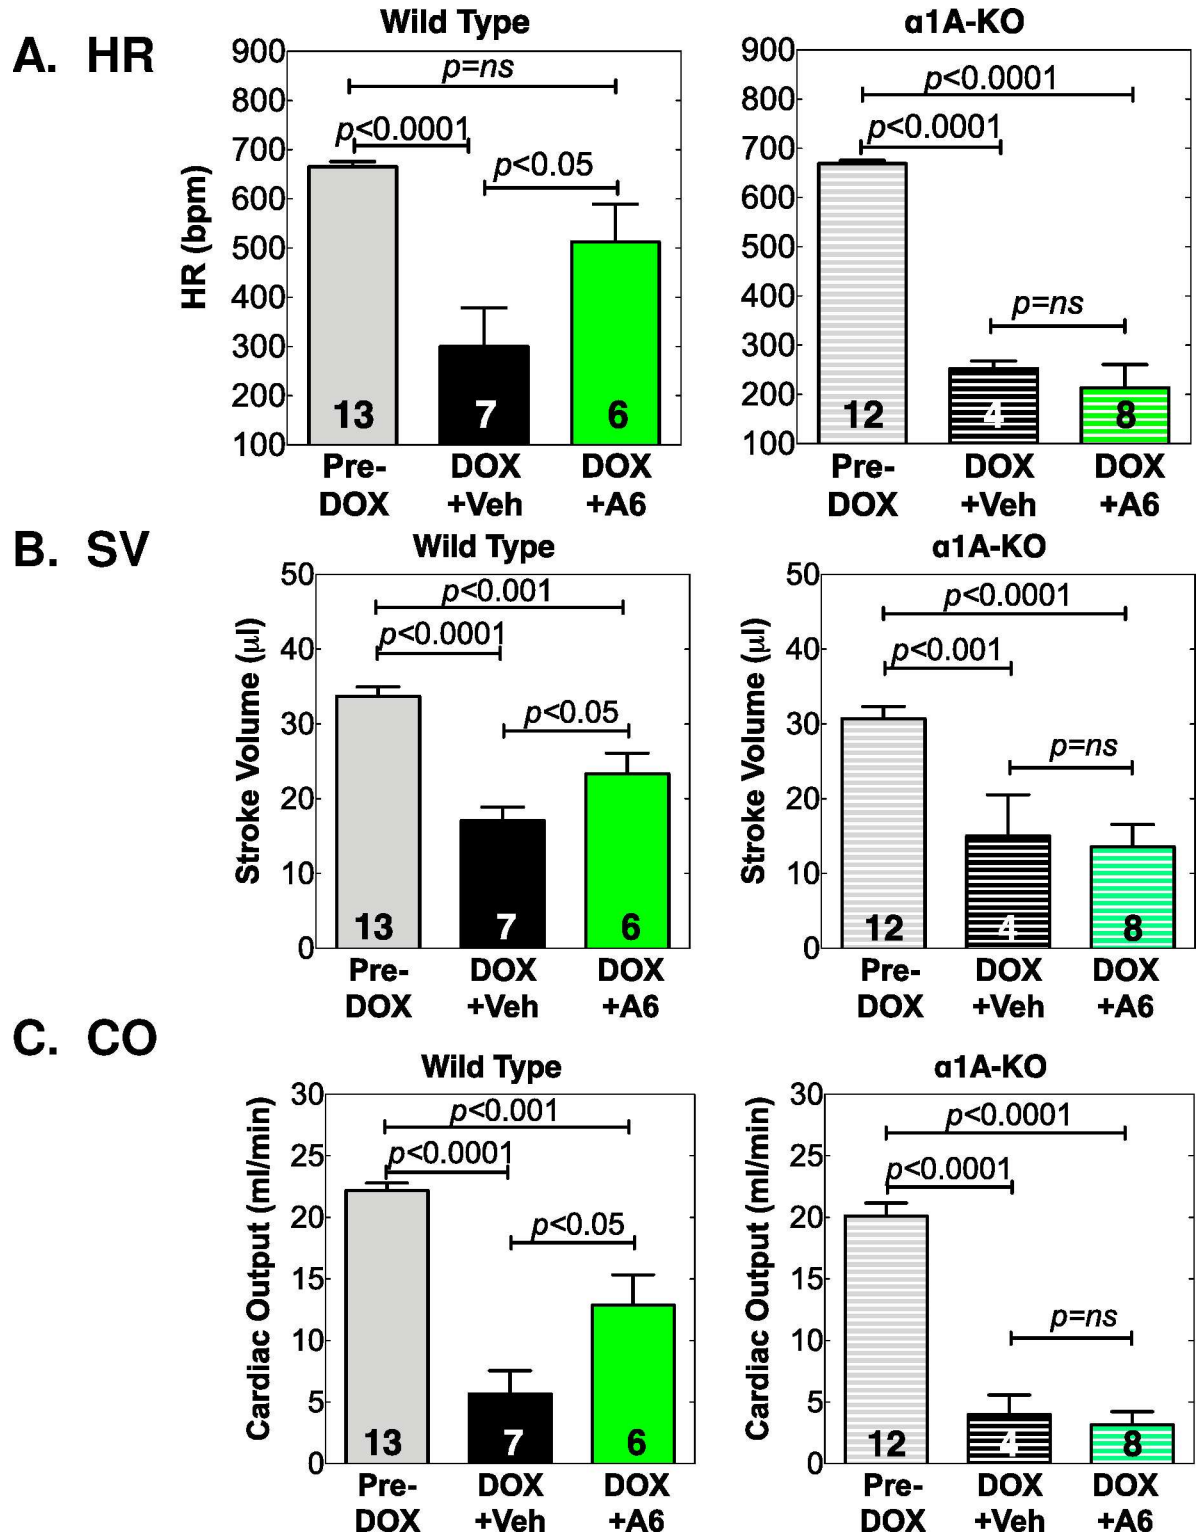 A. HR
Wild Type
HR (bpm)
900
800
700
600
500
400
300
200
100
p=ns
p<0.0001
p<0.05
13
7
6
Pre-
DOX
DOX
+Veh
DOX
+A6
α1A-KO
900
800
700
600
500
400
300
200
100
p<0.0001
p<0.0001
p=ns
12
4
8
Pre-
DOX
DOX
+Veh
DOX
+A6
B. SV
Wild Type
Stroke Volume (μl)
50
40
30
20
10
0
p<0.001
p<0.0001
p<0.05
13
7
6
Pre-
DOX
DOX
+Veh
DOX
+A6
α1A-KO
Stroke Volume (μl)
50
40
30
20
10
0
p<0.0001
p<0.001
p=ns
12
4
8
Pre-
DOX
DOX
+Veh
DOX
+A6
C. CO
Wild Type
Cardiac Output (ml/min)
30
25
20
15
10
5
0
p<0.001
p<0.0001
p<0.05
13
7
6
Pre-
DOX
DOX
+Veh
DOX
+A6
α1A-KO
Cardiac Output (ml/min)
30
25
20
15
10
5
0
p<0.0001
p<0.0001
p=ns
12
4
8
Pre-
DOX
DOX
+Veh
DOX
+A6